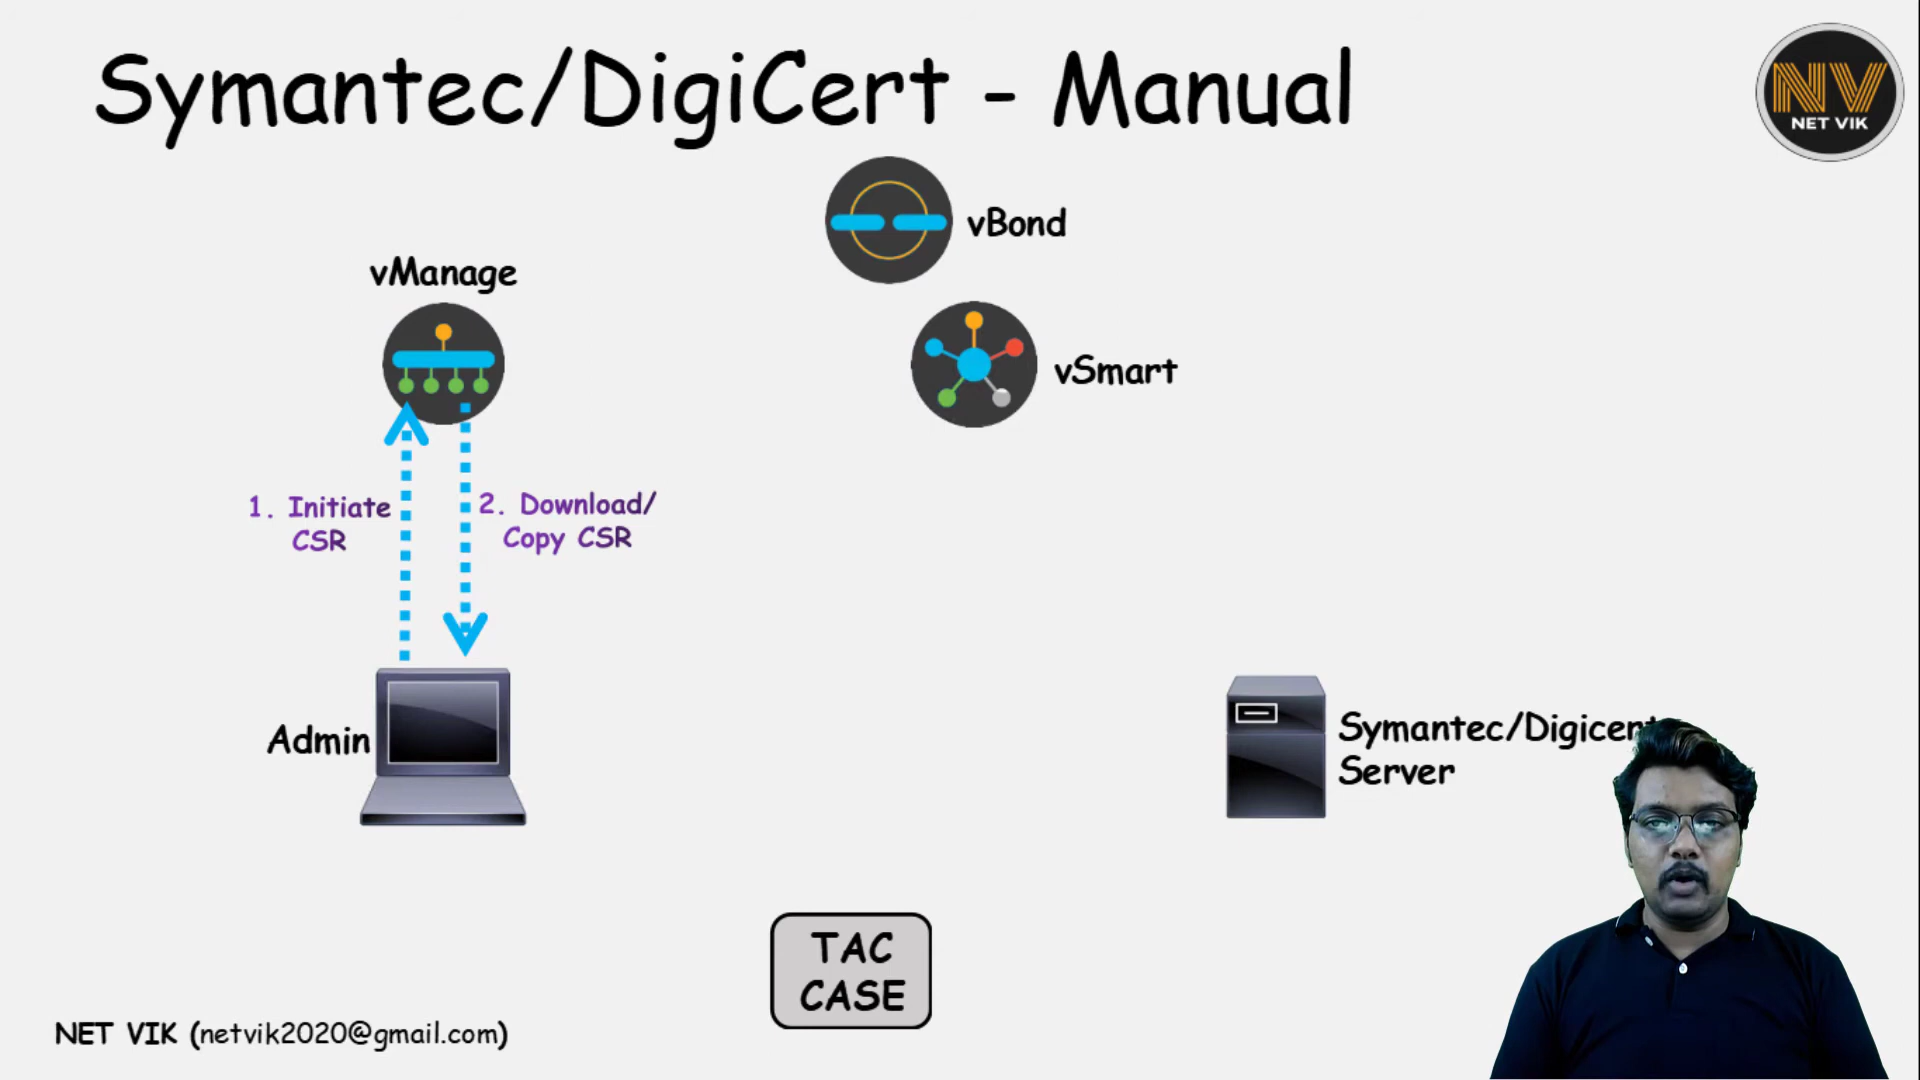 Symantec/DigiCert - Manual
NV
NET VIK
vBond
vManage
vSmart
1. Initiate
CSR
2. Download/
Copy CSR
Admin
Symantec/Digicert
Server
TAC
CASE
NET VIK (netvik2020@gmail.com)